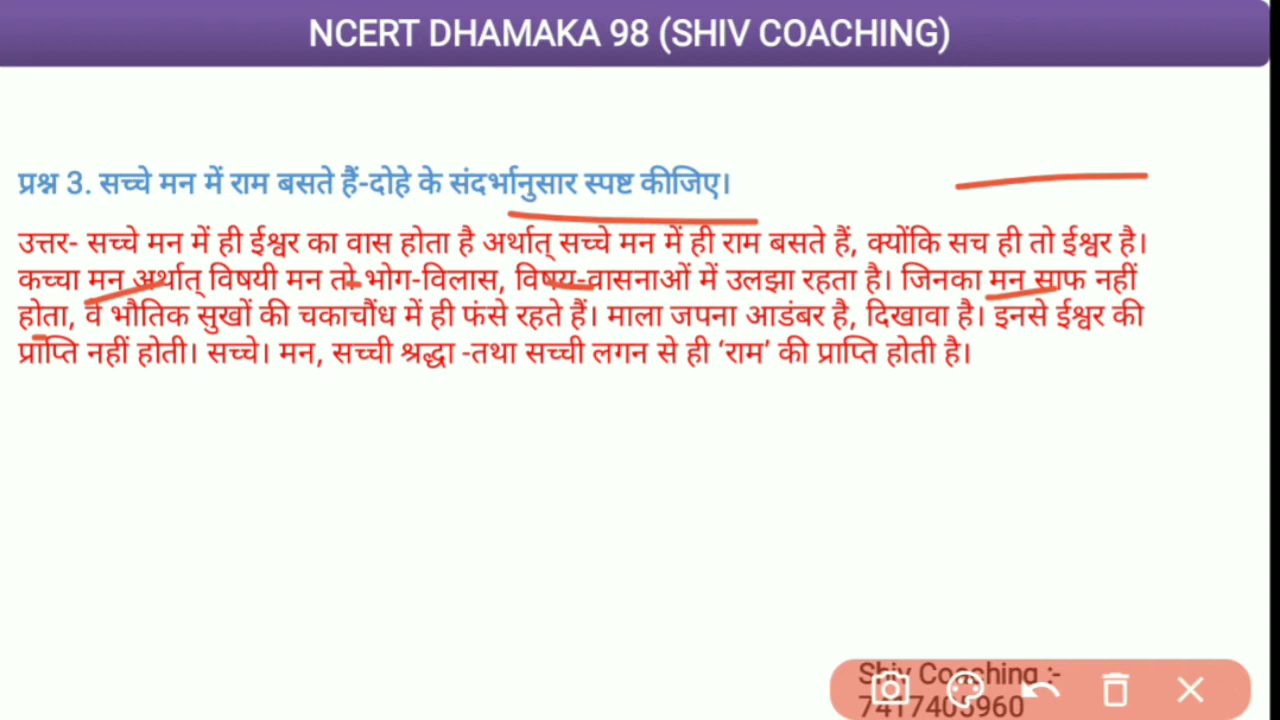 NCERT DHAMAKA 98 (SHIV COACHING)
प्रश्न 3. सच्चे मन में राम बसते हैं-दोहे के संदर्भानुसार स्पष्ट कीजिए।
उत्तर- सच्चे मन में ही ईश्वर का वास होता है अर्थात् सच्चे मन में ही राम बसते हैं, क्योंकि सच ही तो ईश्वर है।
कच्चा मन अर्थात् विषयी मन तो भोग-विलास, विषय-वासनाओं में उलझा रहता है। जिनका मन साफ नहीं
होता, वे भौतिक सुखों की चकाचौंध में ही फंसे रहते हैं। माला जपना आडंबर है, दिखावा है। इनसे ईश्वर की
प्राप्ति नहीं होती। सच्चे। मन, सच्ची श्रद्धा -तथा सच्ची लगन से ही ‘राम’ की प्राप्ति होती है।
Shiv Coaching :-